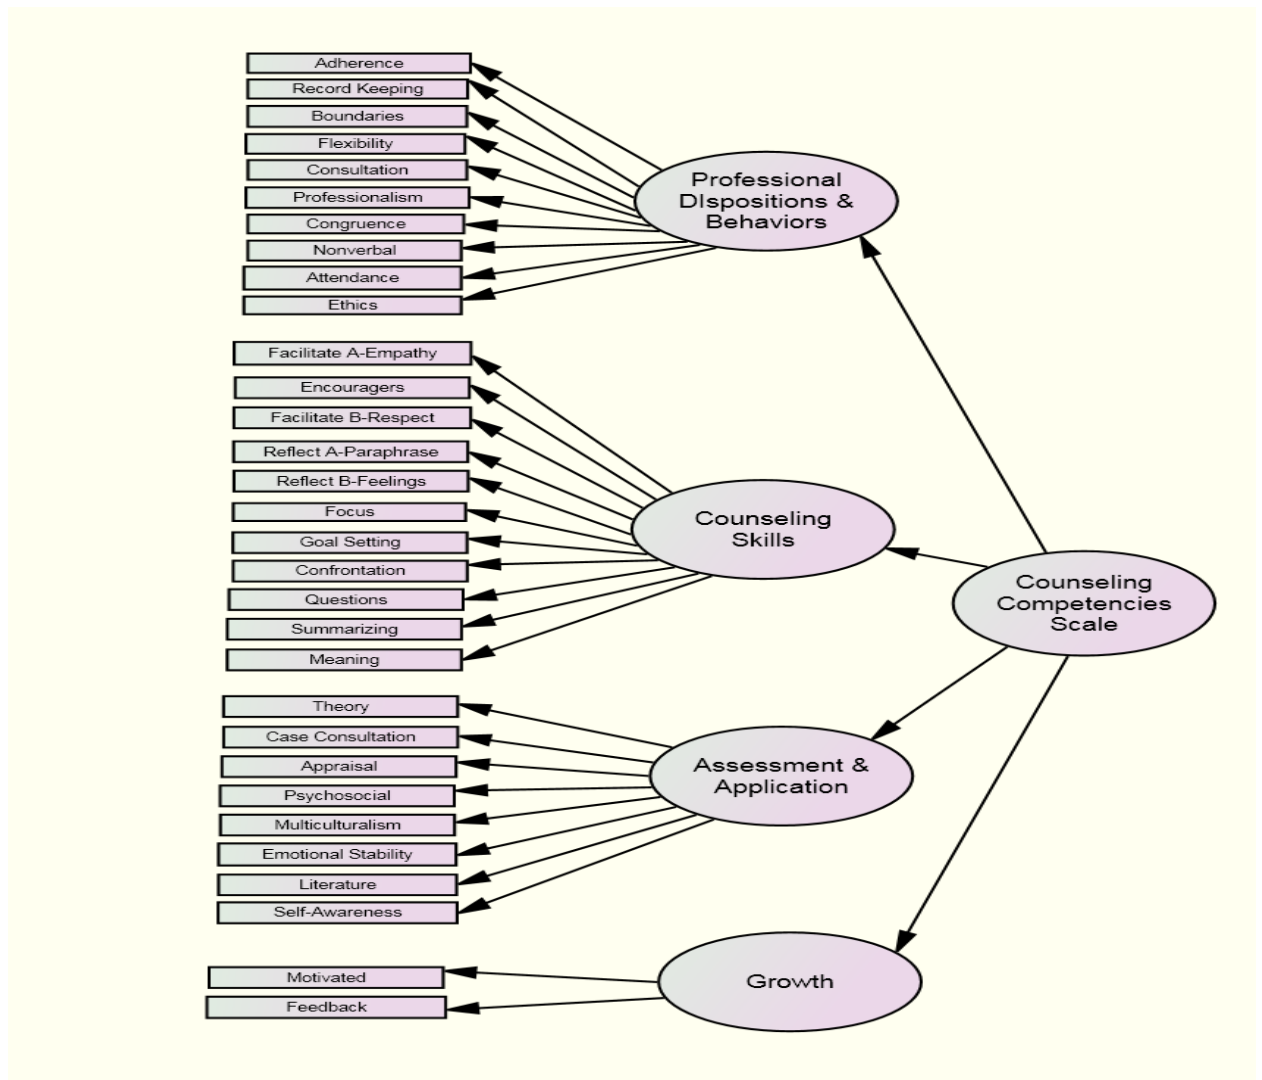 Adherence
Record Keeping
Boundaries
Flexibility
Consultation
Professionalism
Congruence
Nonverbal
Attendance
Ethics
Professional
DIspositions &
Behaviors
Facilitate A-Empathy
Encouragers
Facilitate B-Respect
Reflect A-Paraphrase
Reflect B-Feelings
Focus
Goal Setting
Confrontation
Questions
Summarizing
Meaning
Counseling
Skills
Counseling
Competencies
Scale
Theory
Case Consultation
Appraisal
Psychosocial
Multiculturalism
Emotional Stability
Literature
Self-Awareness
Assessment &
Application
Motivated
Feedback
Growth